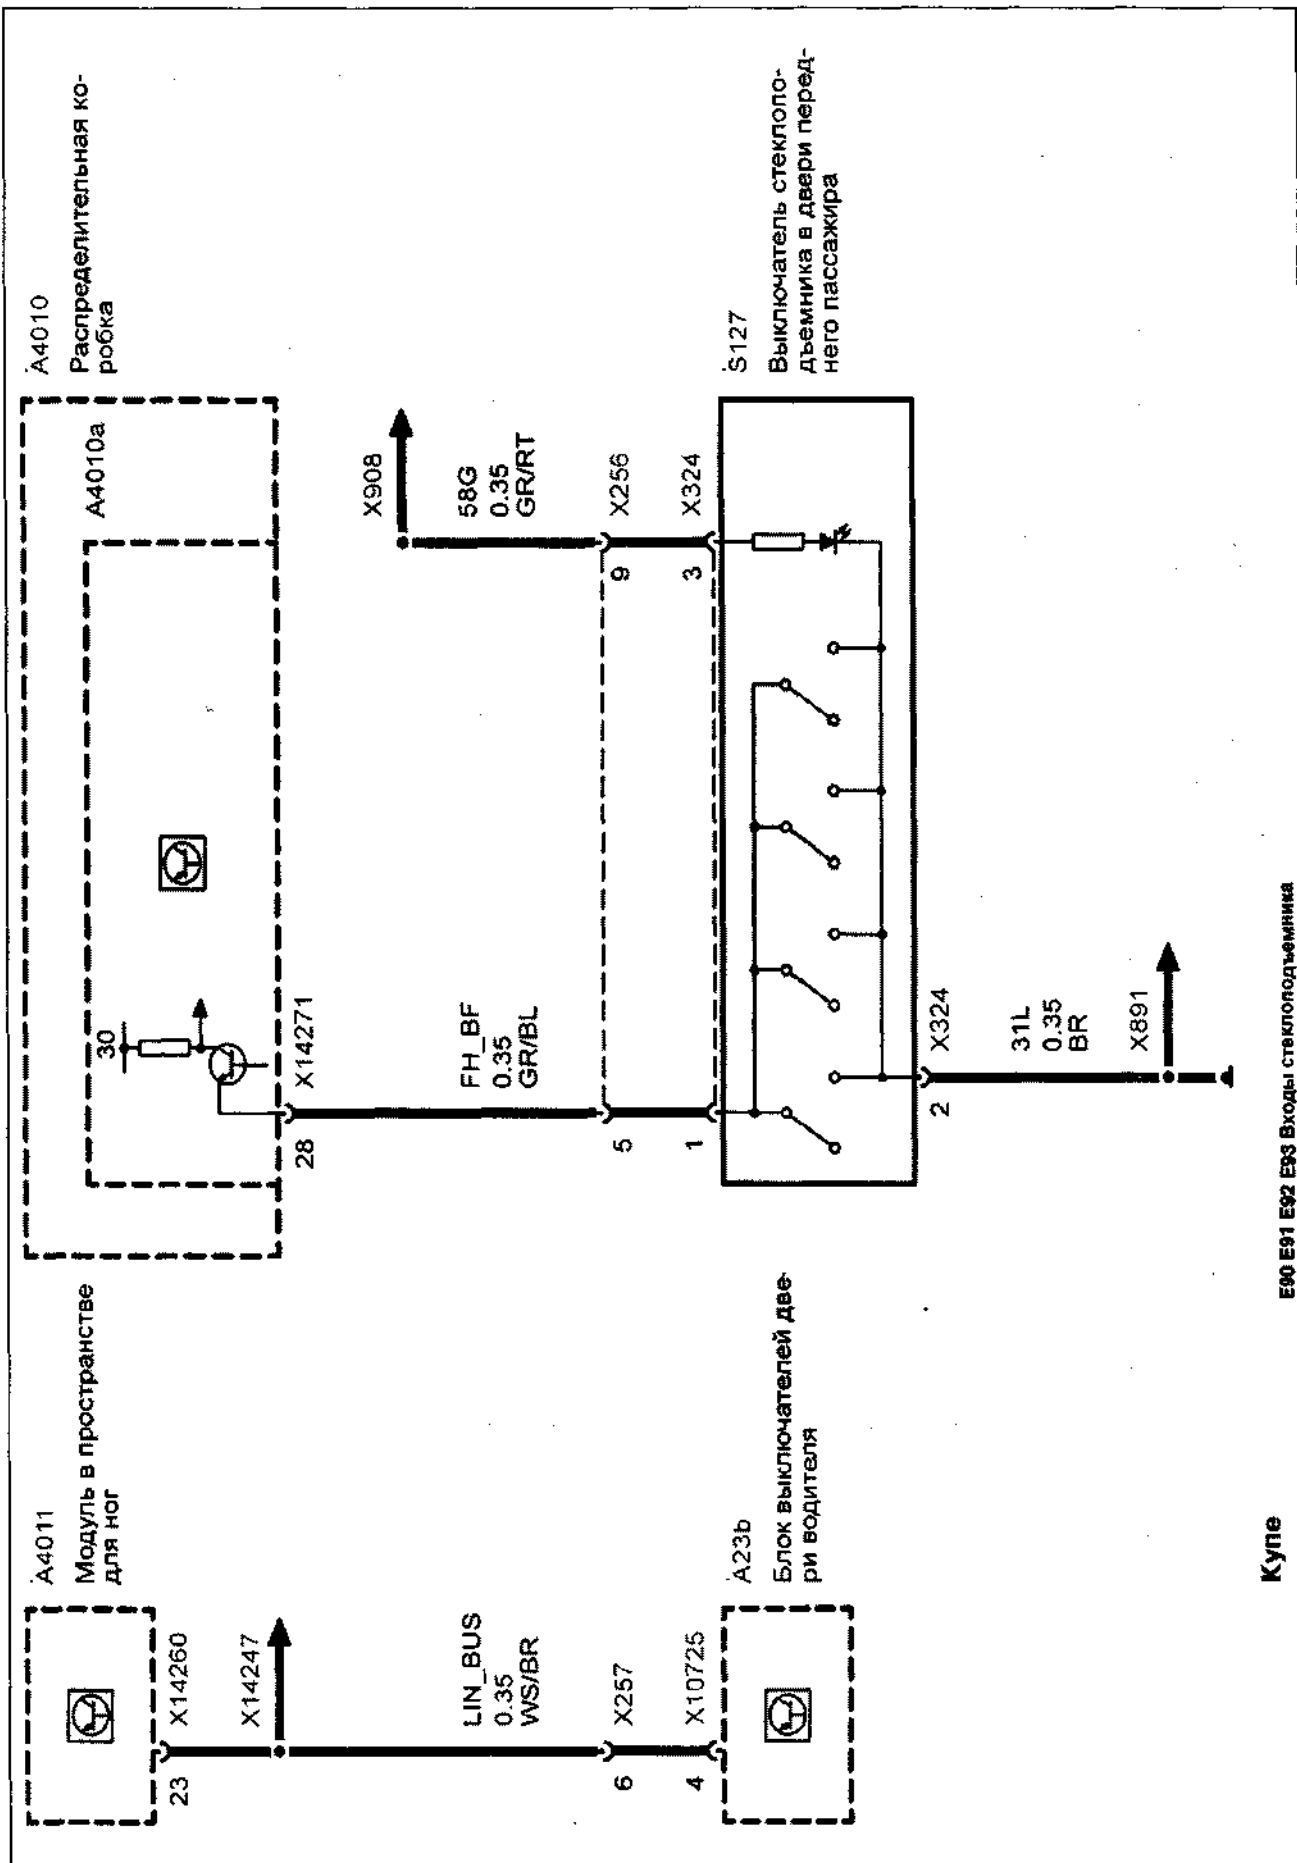 A4011
Модуль в пространстве
для ног
23
X14260
X14247
LIN_BUS
0.35
WS/BR
6
X257
4
X10725
A23b
Блок выключателей две-
ри водителя
A4010
Распределительная ко-
робка
A4010a
30
28
X14271
FH_BF
0.35
GR/BL
X908
58G
0.35
GR/RT
5
9
X256
1
3
X324
S127
Выключатель стеклопо-
дъемника в двери перед-
него пассажира
2
X324
31L
0.35
BR
X891
Купе
E90 E91 E92 E93 Входы стеклоподъемника